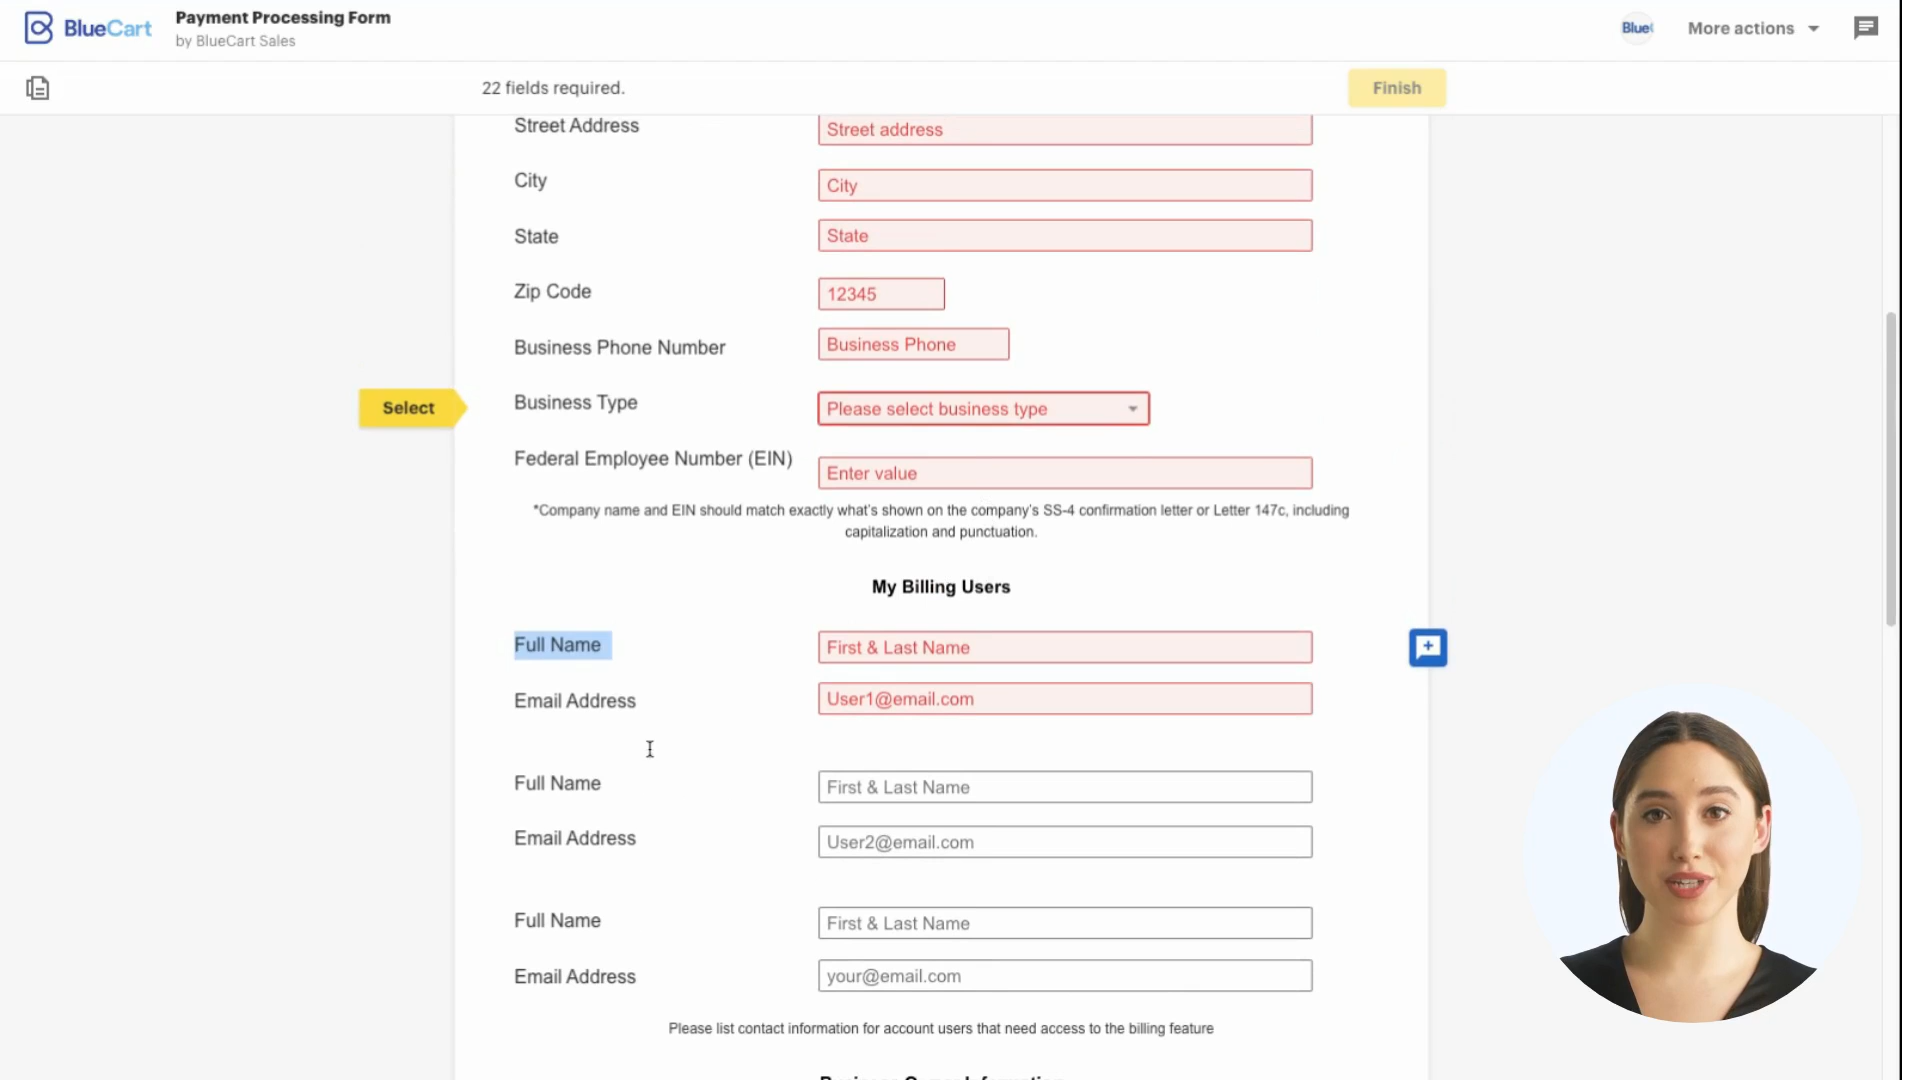 BlueCart
Payment Processing Form
by BlueCart Sales
Blue
More actions
22 fields required.
Finish
Street Address
Street address
City
City
State
State
Zip Code
12345
Business Phone Number
Business Phone
Select
Business Type
Please select business type
Federal Employee Number (EIN)
Enter value
*Company name and EIN should match exactly what's shown on the company's SS-4 confirmation letter or Letter 147c, including
capitalization and punctuation.
My Billing Users
Full Name
First & Last Name
Email Address
User1@email.com
Full Name
First & Last Name
Email Address
User2@email.com
Full Name
First & Last Name
Email Address
your@email.com
Please list contact information for account users that need access to the billing feature